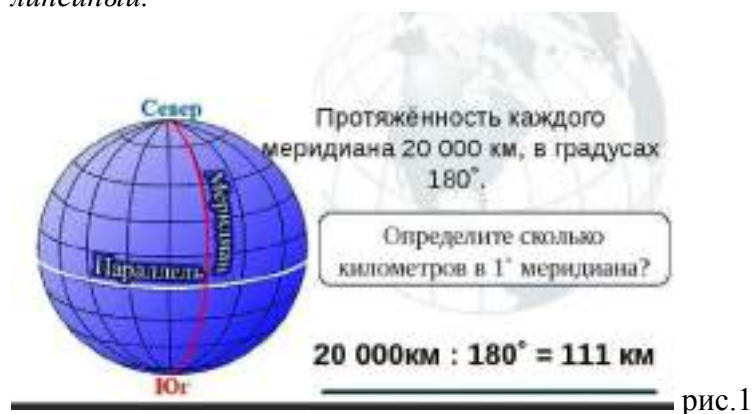 Север
Протяжённость каждого
меридиана 20 000 км, в градусах
180˚.
Меридиан
Определите сколько
Параллель
километров в 1˚ меридиана?
20 000км : 180˚ = 111 км
Юг
рис.1